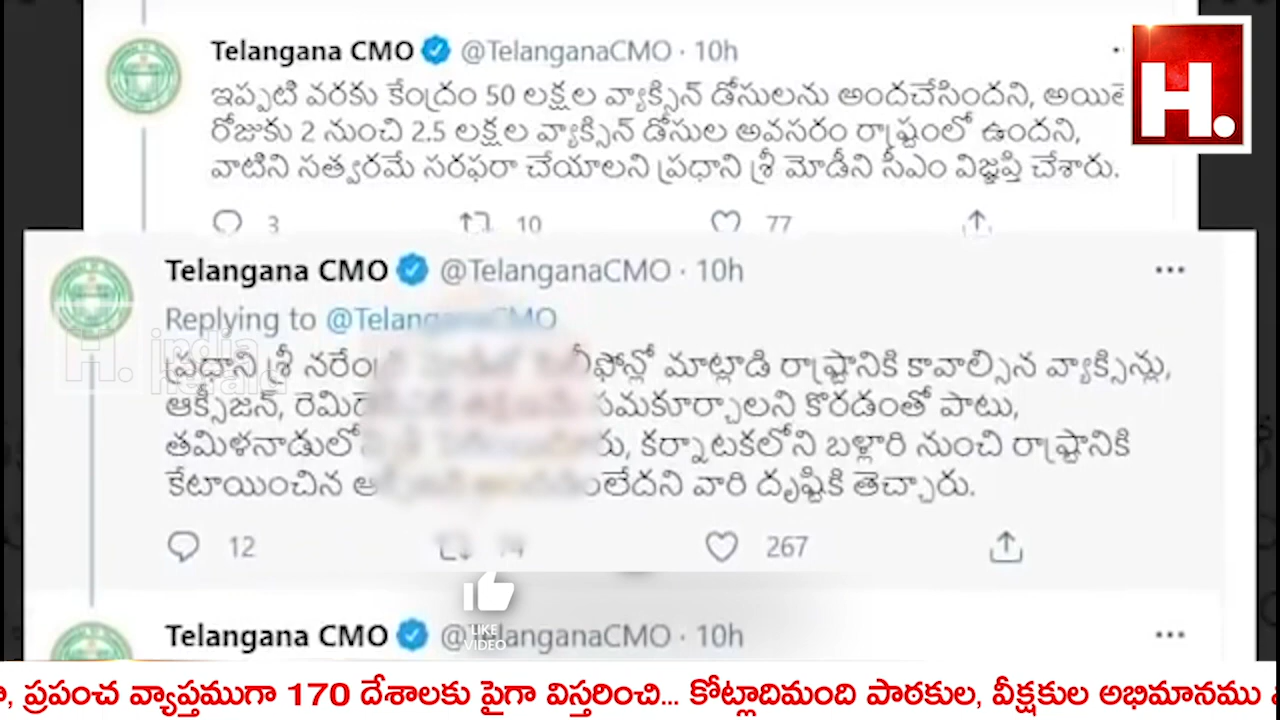 Telangana CMO @TelanganaCMO · 10h
ఇప్పటి వరకు కేంద్రం 50 లక్షల వ్యాక్సిన్ డోసులను అందచేసిందని,
రోజుకు 2 నుంచి 2.5 లక్షల వ్యాక్సిన్ డోసుల అవసరం రాష్ట్రంలో ఉందని,
వాటిని సత్వరమే సరఫరా చేయాలని ప్రధాని శ్రీ మోడీని సీఎం విజ్ఞప్తి చేశారు.
3 10 77
H.
Telangana CMO @TelanganaCMO · 10h
Replying to @TelanganaCMO
ప్రధాని శ్రీ మాట్లాడి రాష్ట్రానికి కావాల్సిన వ్యాక్సిన్లు,
ఆక్సీజన్, సమకూర్చాలని కోరడంతో పాటు,
తమిళనాడులో కర్నాటకలోని బళ్లారి నుంచి రాష్ట్రానికి
కేటాయించిన వారి దృష్టికి తెచ్చారు.
H. india herald
12 74 267
LIKE
VIDEO
Telangana CMO @TelanganaCMO · 10h
ప్రపంచ వ్యాప్తముగా 170 దేశాలకు పైగా విస్తరించి... కోట్లాదిమంది పాఠకుల, వీక్షకుల అభిమానము